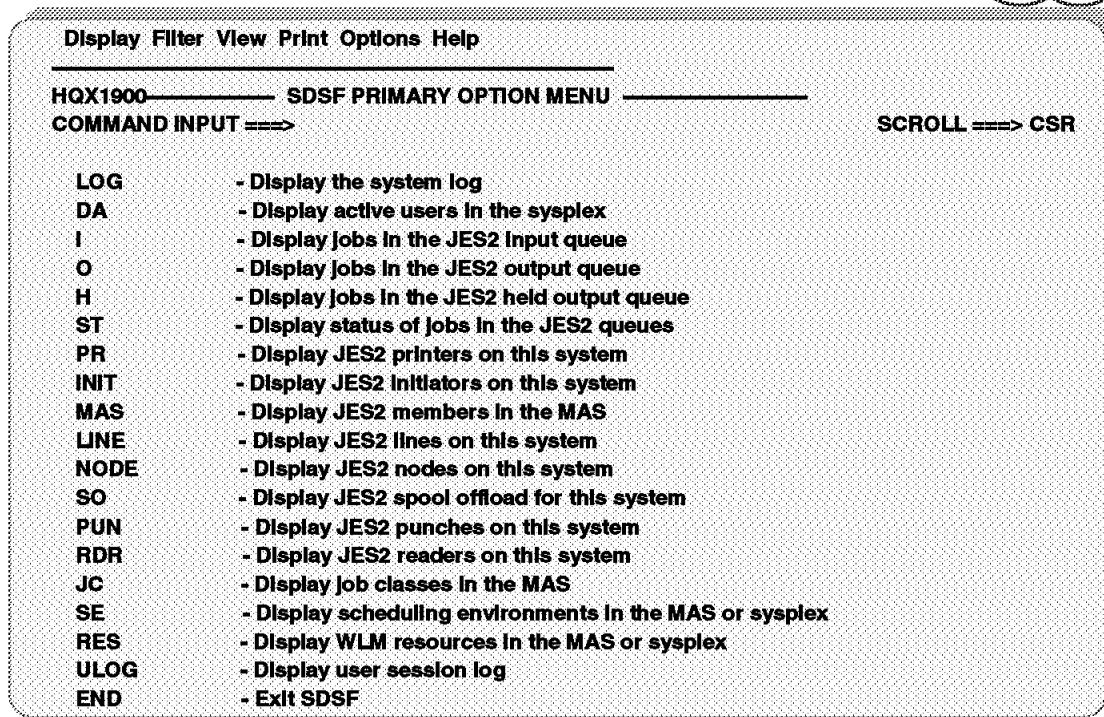 Display Filter View Print Options Help
HQX1900 SDSF PRIMARY OPTION MENU
COMMAND INPUT ===> SCROLL ===> CSR
LOG - Display the system log
DA - Display active users in the sysplex
I - Display jobs in the JES2 input queue
O - Display jobs in the JES2 output queue
H - Display jobs in the JES2 held output queue
ST - Display status of jobs in the JES2 queues
PR - Display JES2 printers on this system
INIT - Display JES2 initiators on this system
MAS - Display JES2 members in the MAS
LINE - Display JES2 lines on this system
NODE - Display JES2 nodes on this system
SO - Display JES2 spool offload for this system
PUN - Display JES2 punches on this system
RDR - Display JES2 readers on this system
JC - Display job classes in the MAS
SE - Display scheduling environments in the MAS or sysplex
RES - Display WLM resources in the MAS or sysplex
ULOG - Display user session log
END - Exit SDSF